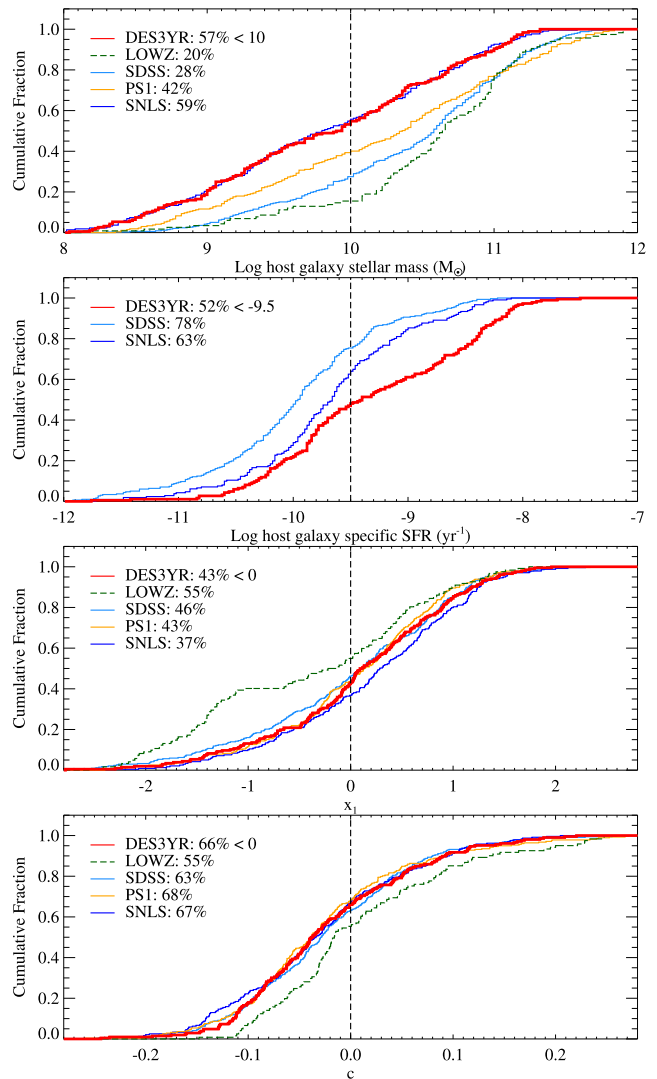 DES3YR: 57% < 10
LOWZ: 20%
SDSS: 28%
PS1: 42%
SNLS: 59%
Cumulative Fraction
1.0
0.8
0.6
0.4
0.2
0.0
8 9 10 11 12
Log host galaxy stellar mass (M☉)
DES3YR: 52% < -9.5
SDSS: 78%
SNLS: 63%
Cumulative Fraction
1.0
0.8
0.6
0.4
0.2
0.0
-12 -11 -10 -9 -8 -7
Log host galaxy specific SFR (yr⁻¹)
DES3YR: 43% < 0
LOWZ: 55%
SDSS: 46%
PS1: 43%
SNLS: 37%
Cumulative Fraction
1.0
0.8
0.6
0.4
0.2
0.0
-2 -1 0 1 2
x₁
DES3YR: 66% < 0
LOWZ: 55%
SDSS: 63%
PS1: 68%
SNLS: 67%
Cumulative Fraction
1.0
0.8
0.6
0.4
0.2
0.0
-0.2 -0.1 0.0 0.1 0.2
c